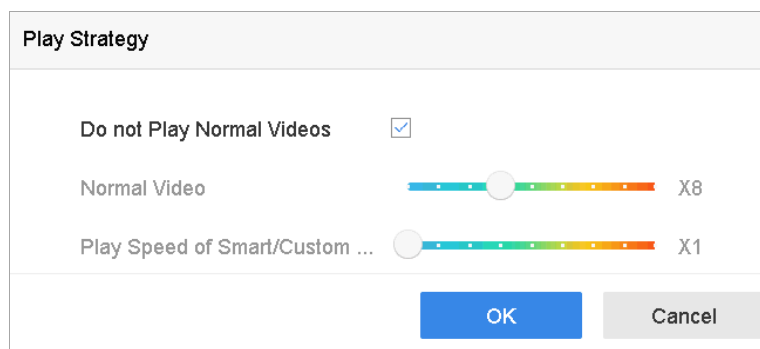 Play Strategy
Do not Play Normal Videos
Normal Video X8
Play Speed of Smart/Custom ... X1
OK Cancel